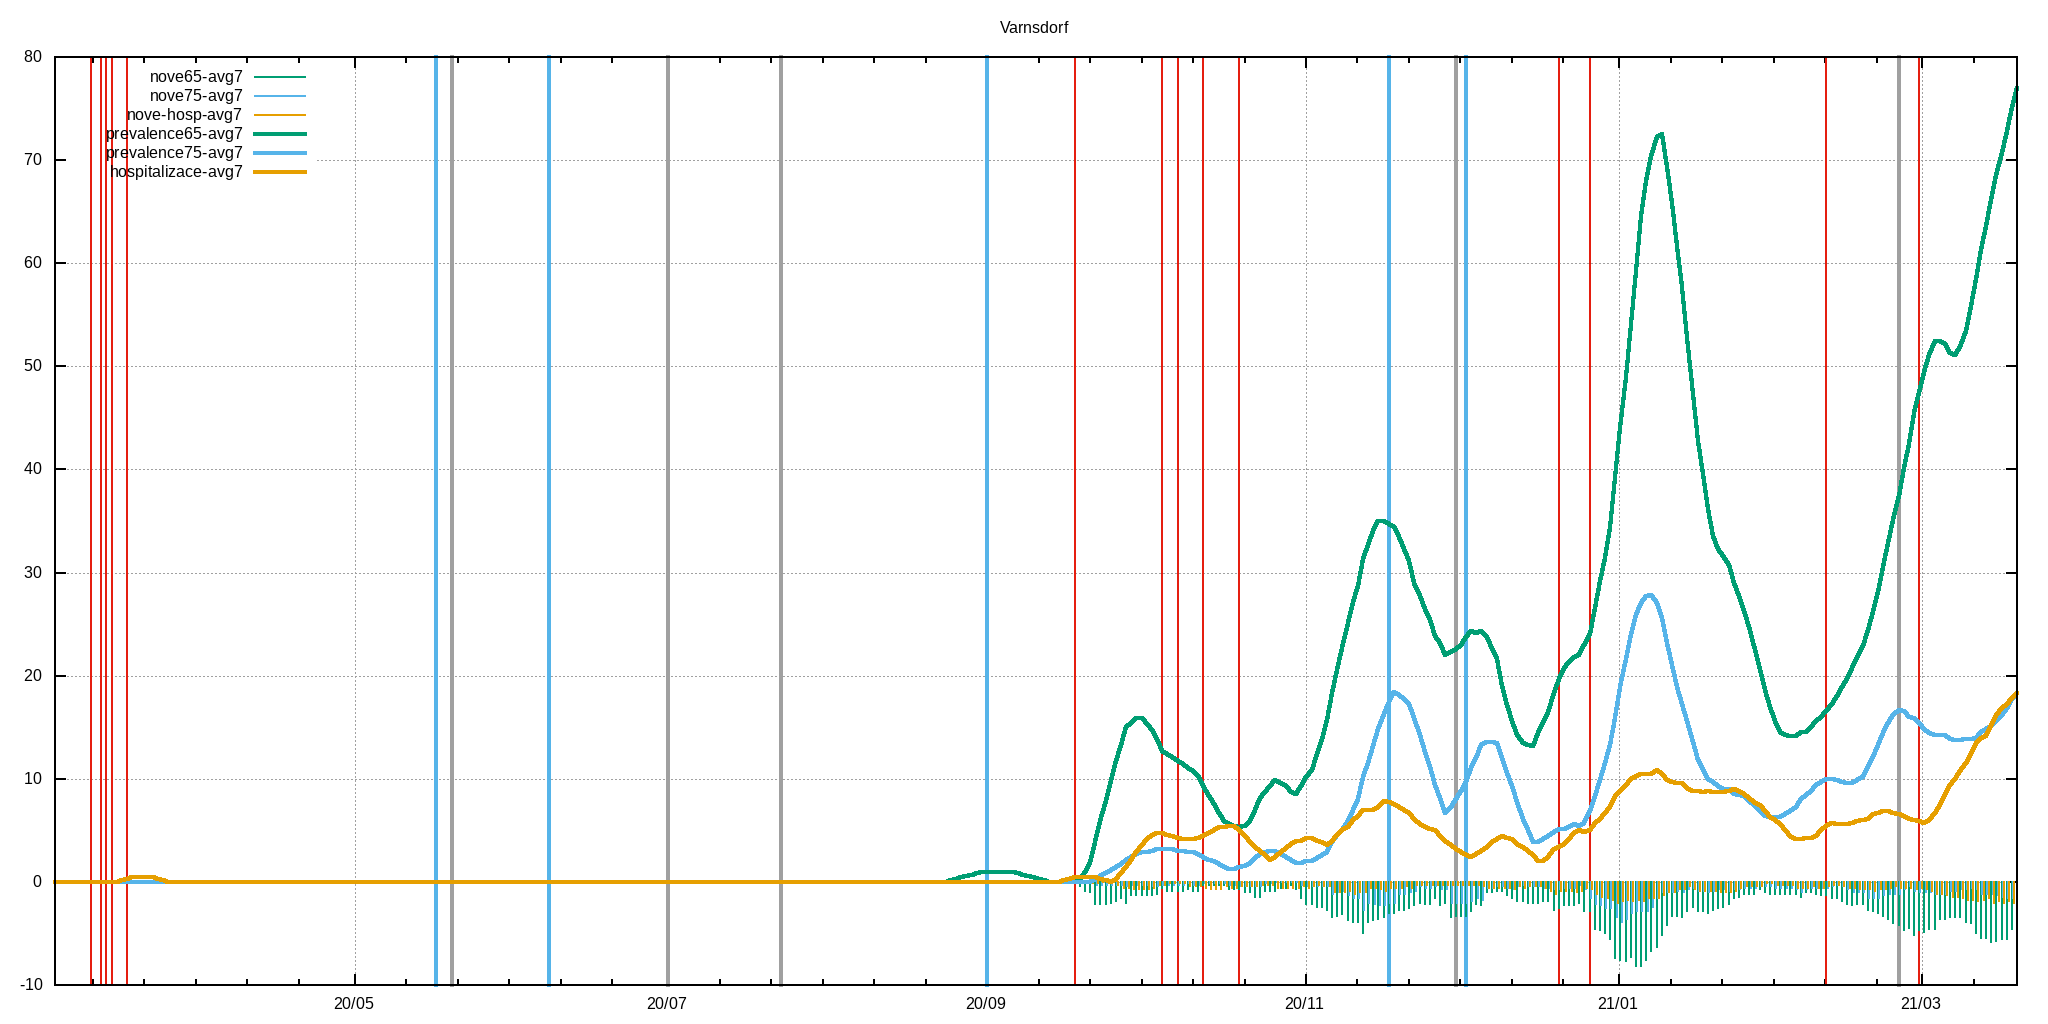 Varnsdorf
80
70
60
50
40
30
20
10
0
-10
nove65-avg7
nove75-avg7
nove-hosp-avg7
prevalence65-avg7
prevalence75-avg7
hospitalizace-avg7
20/05 20/07 20/09 20/11 21/01 21/03